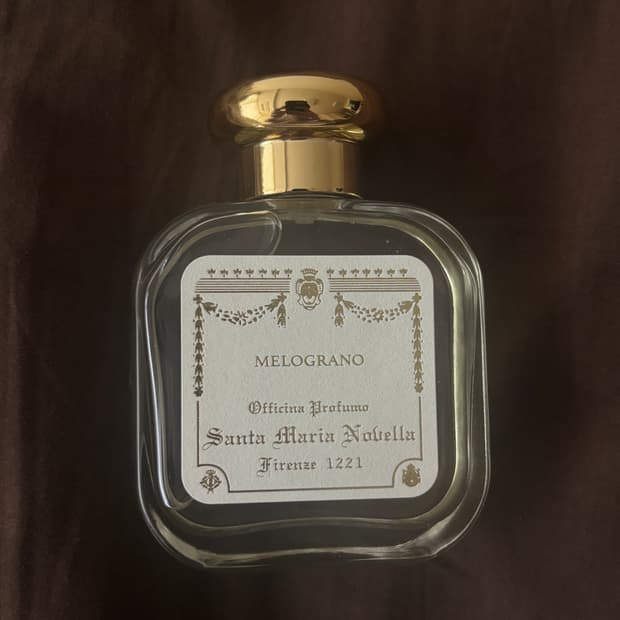 MELOGRANO
Officina Profumo
Santa Maria Novella
Firenze 1221